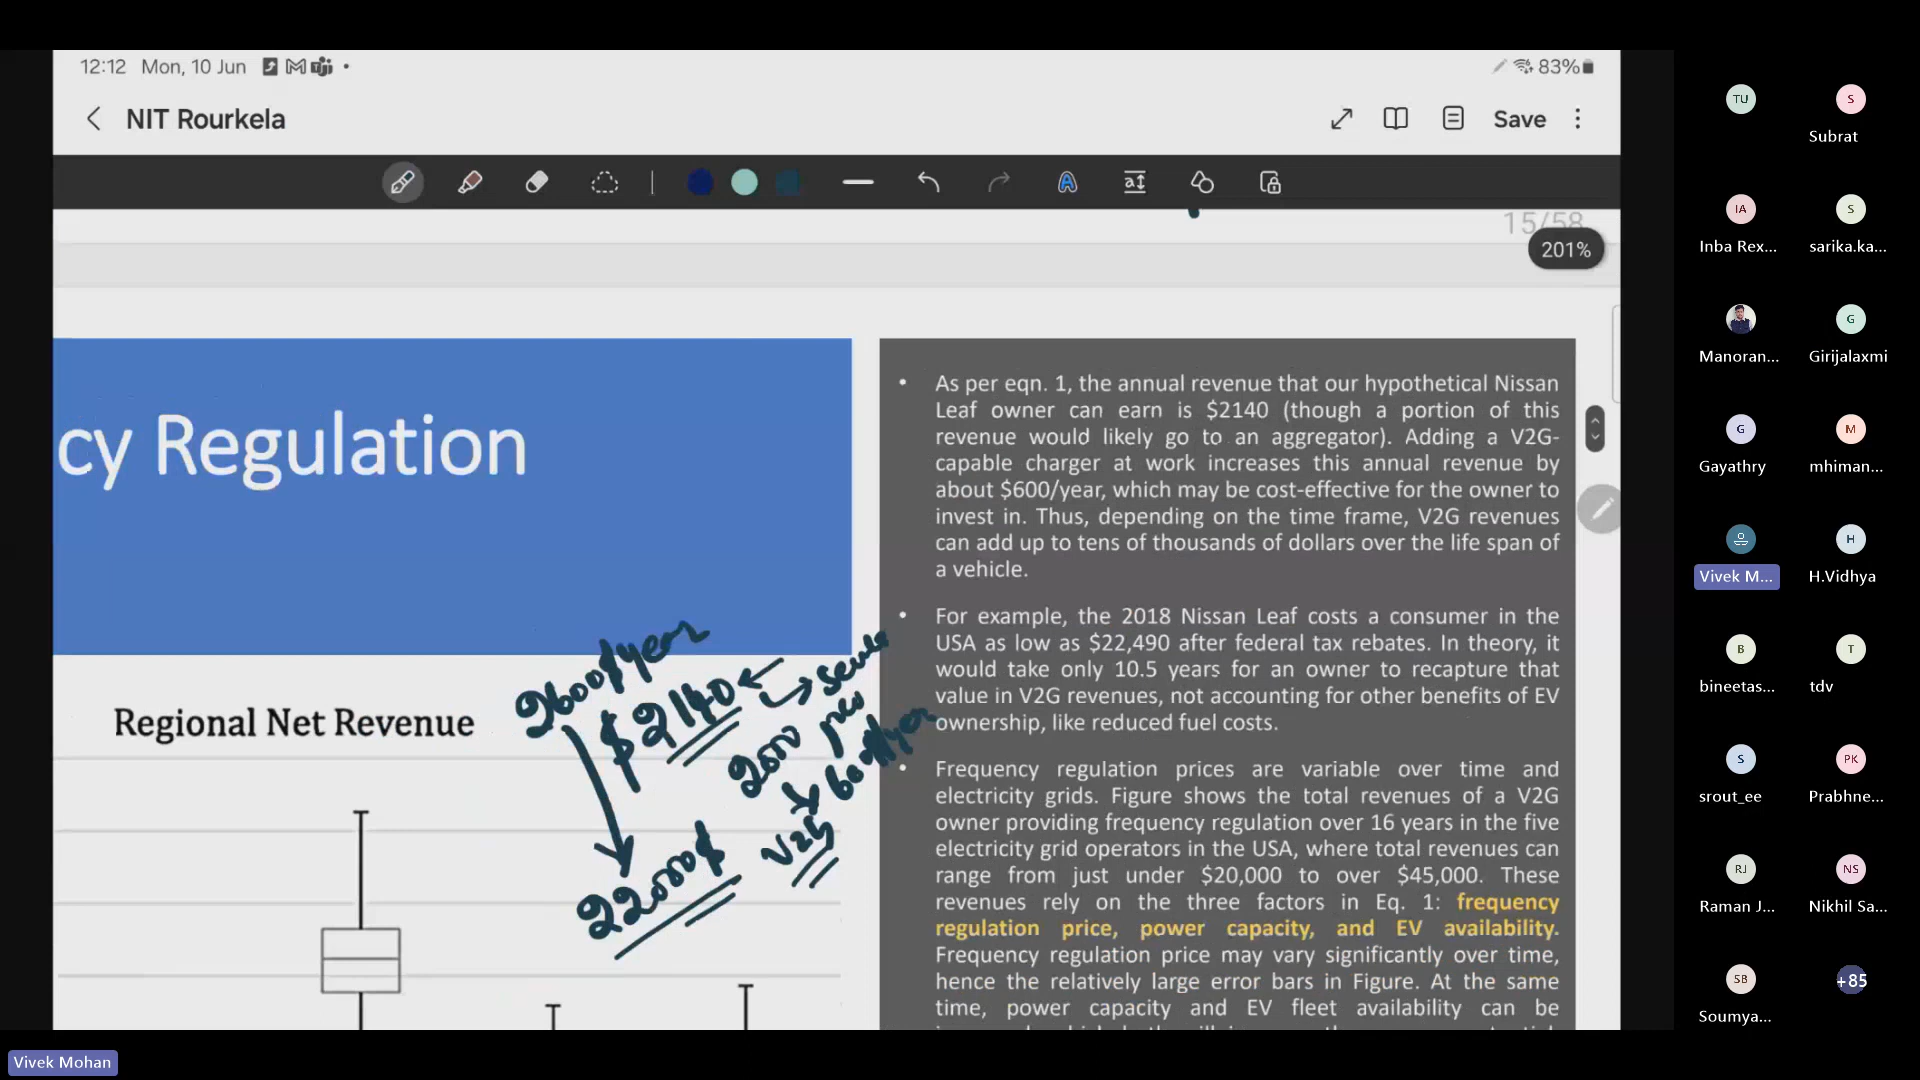 12:12 Mon, 10 Jun
83%
NIT Rourkela
Save
15/58
201%
cy Regulation
Regional Net Revenue
2600$/year
$2140
2000
600$/year
V2G
22000$
• As per eqn. 1, the annual revenue that our hypothetical Nissan
Leaf owner can earn is $2140 (though a portion of this
revenue would likely go to an aggregator). Adding a V2G-
capable charger at work increases this annual revenue by
about $600/year, which may be cost-effective for the owner to
invest in. Thus, depending on the time frame, V2G revenues
can add up to tens of thousands of dollars over the life span of
a vehicle.
• For example, the 2018 Nissan Leaf costs a consumer in the
USA as low as $22,490 after federal tax rebates. In theory, it
would take only 10.5 years for an owner to recapture that
value in V2G revenues, not accounting for other benefits of EV
ownership, like reduced fuel costs.
• Frequency regulation prices are variable over time and
electricity grids. Figure shows the total revenues of a V2G
owner providing frequency regulation over 16 years in the five
electricity grid operators in the USA, where total revenues can
range from just under $20,000 to over $45,000. These
revenues rely on the three factors in Eq. 1: frequency
regulation price, power capacity, and EV availability.
Frequency regulation price may vary significantly over time,
hence the relatively large error bars in Figure. At the same
time, power capacity and EV fleet availability can be
TU
S
Subrat
IA
S
Inba Rex...
sarika.ka...
G
Manoran...
Girijalaxmi
G
M
Gayathry
mhiman...
H
Vivek M...
H.Vidhya
B
T
bineetas...
tdv
S
PK
srout_ee
Prabhne...
RJ
NS
Raman J...
Nikhil Sa...
SB
+85
Soumya...
Vivek Mohan